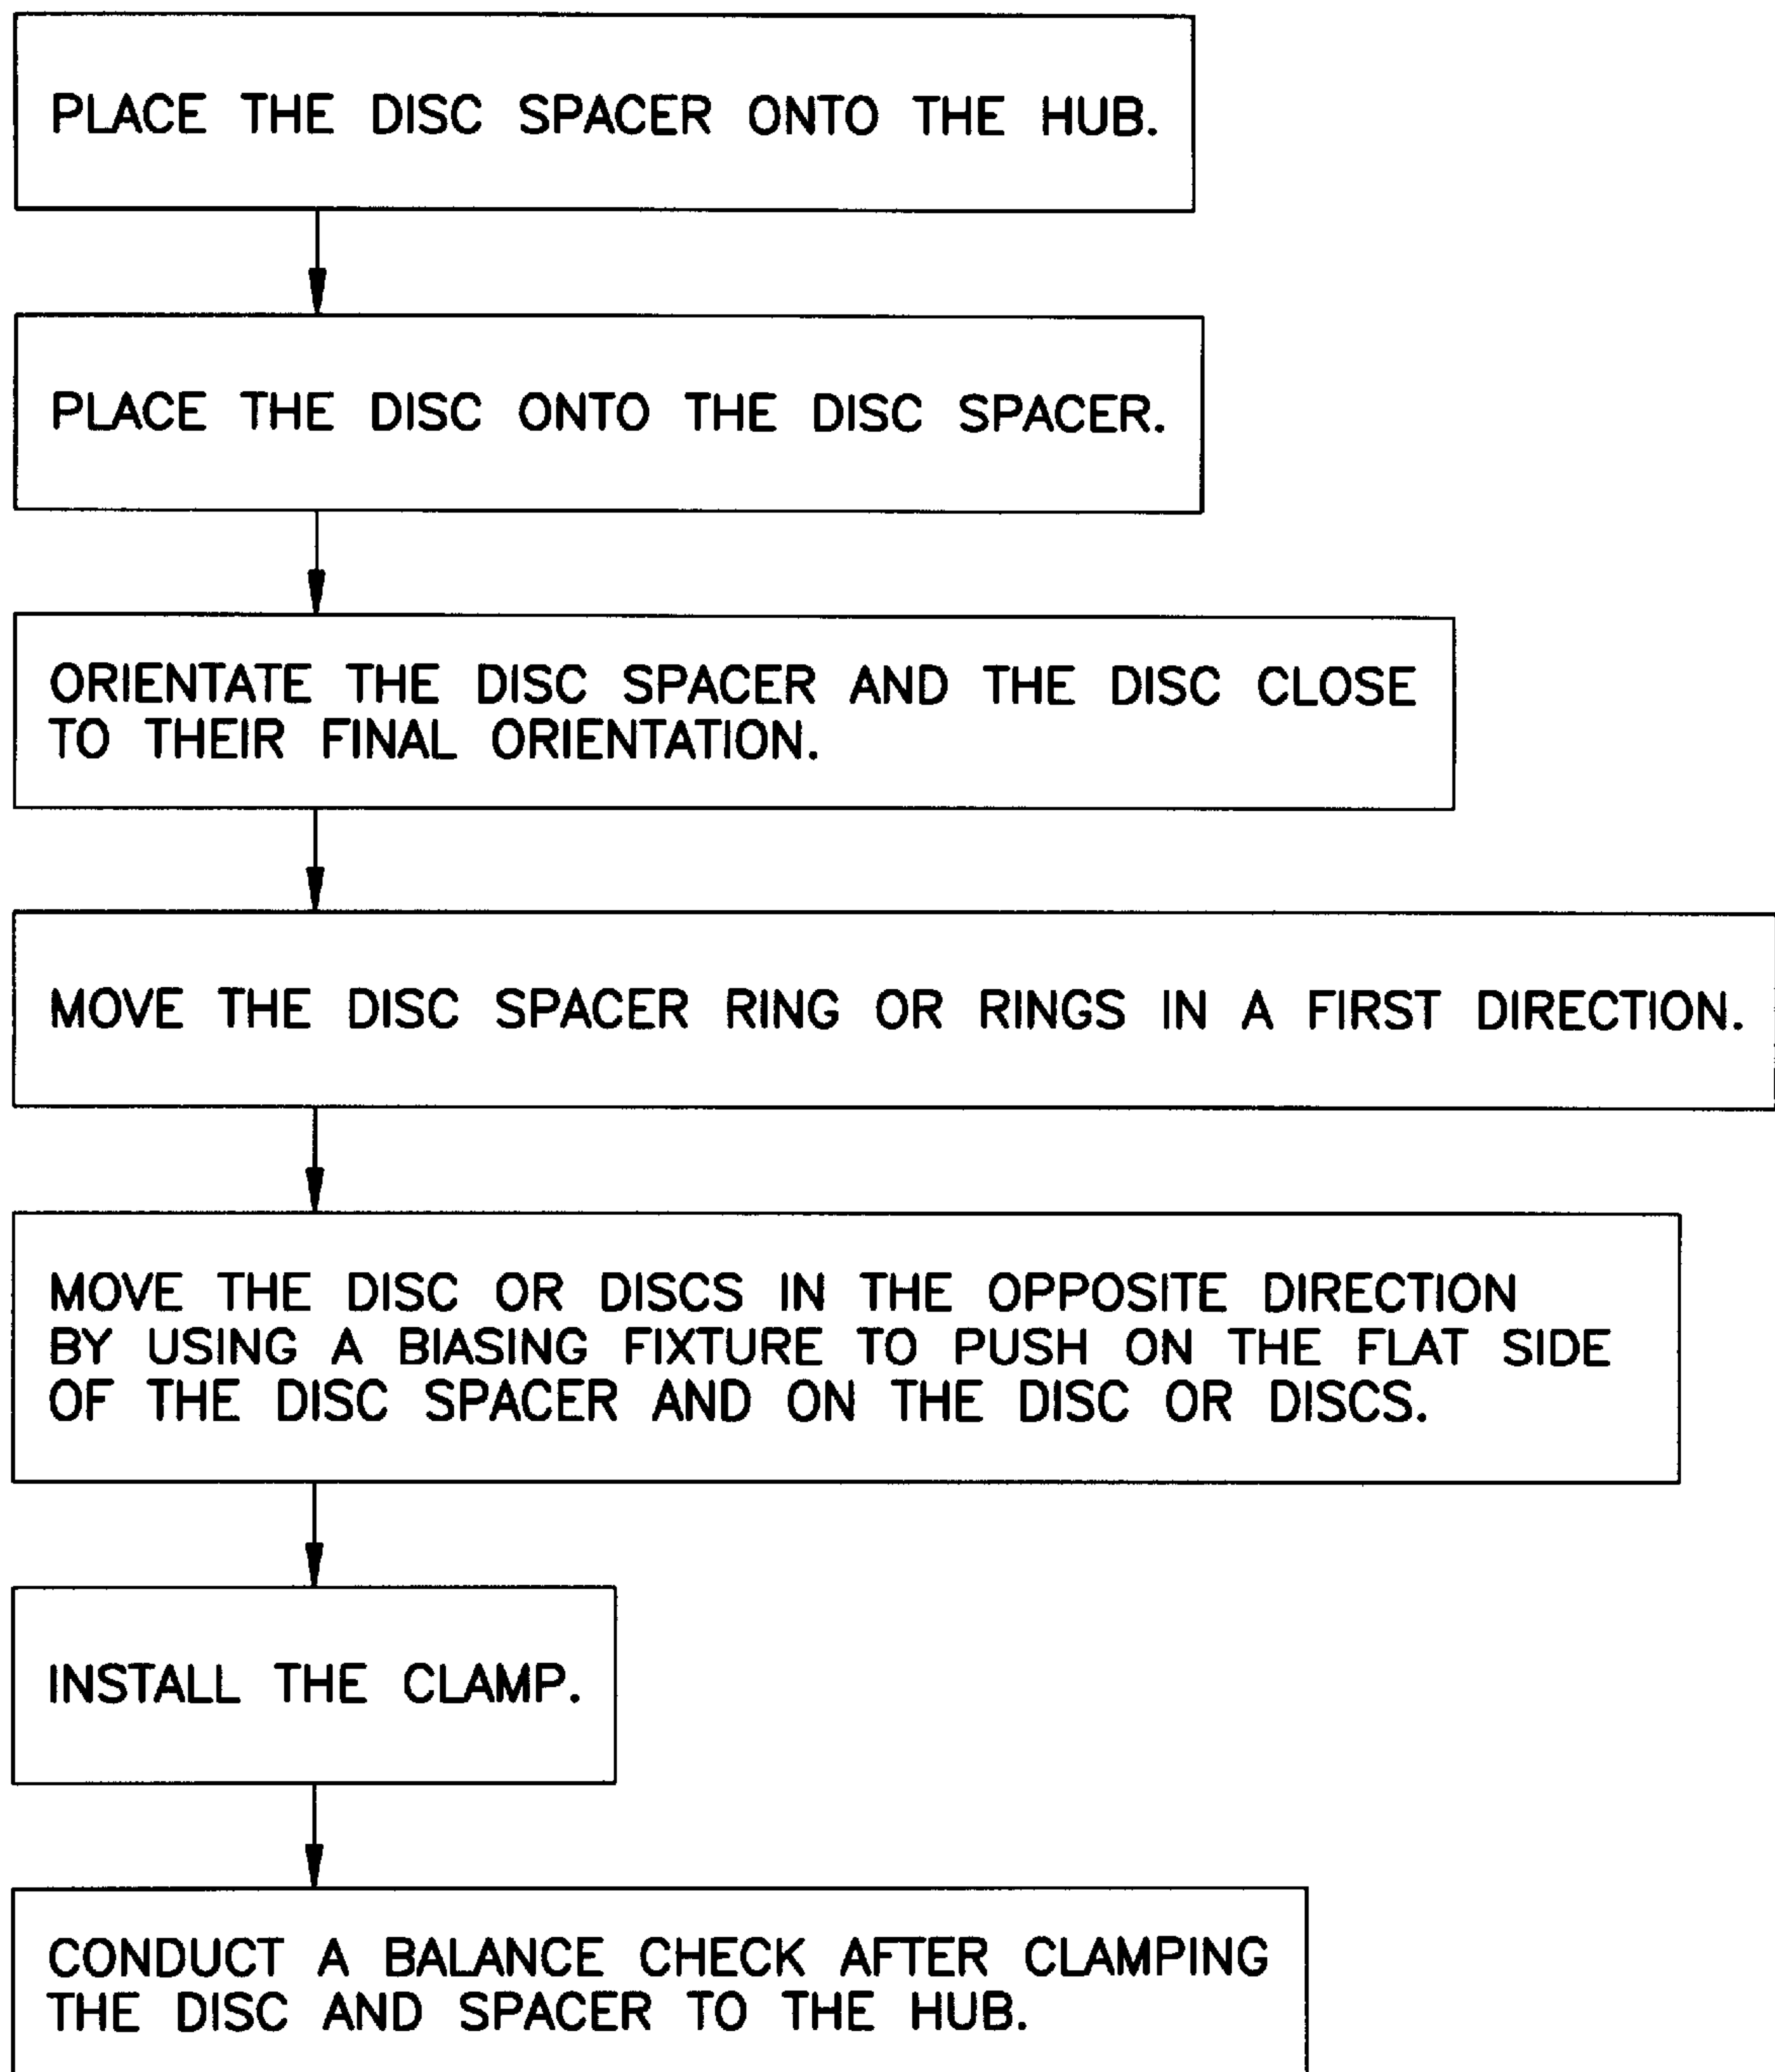 PLACE THE DISC SPACER ONTO THE HUB.
PLACE THE DISC ONTO THE DISC SPACER.
ORIENTATE THE DISC SPACER AND THE DISC CLOSE
TO THEIR FINAL ORIENTATION.
MOVE THE DISC SPACER RING OR RINGS IN A FIRST DIRECTION.
MOVE THE DISC OR DISCS IN THE OPPOSITE DIRECTION
BY USING A BIASING FIXTURE TO PUSH ON THE FLAT SIDE
OF THE DISC SPACER AND ON THE DISC OR DISCS.
INSTALL THE CLAMP.
CONDUCT A BALANCE CHECK AFTER CLAMPING
THE DISC AND SPACER TO THE HUB.